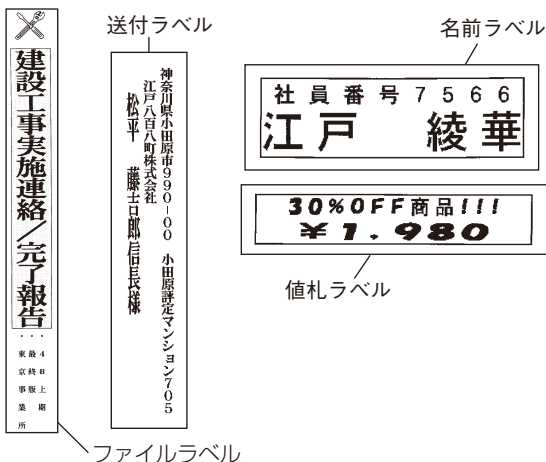 建設工事実施連絡／完了報告
・・・
48上期
最終版
東京事業所
ファイルラベル
送付ラベル
神奈川県小田原市990-00 小田原評定マンション705
江戸八百八町株式会社
松平 藤吉郎信長様
名前ラベル
社員番号7566
江戸 綾華
30%OFF商品!!!
¥1.980
値札ラベル